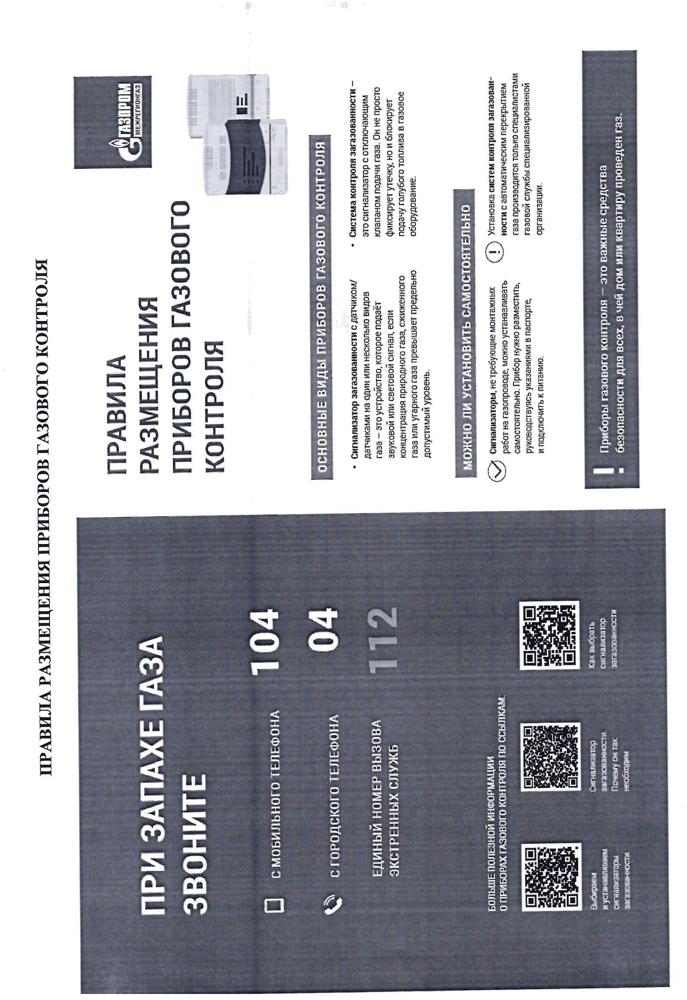 ПРАВИЛА РАЗМЕЩЕНИЯ ПРИБОРОВ ГАЗОВОГО КОНТРОЛЯ
ПРИ ЗАПАХЕ ГАЗА
ЗВОНИТЕ
С МОБИЛЬНОГО ТЕЛЕФОНА 104
С ГОРОДСКОГО ТЕЛЕФОНА 04
ЕДИНЫЙ НОМЕР ВЫЗОВА
ЭКСТРЕННЫХ СЛУЖБ
112
БОЛЬШЕ ПОЛЕЗНОЙ ИНФОРМАЦИИ
О ПРИБОРАХ ГАЗОВОГО КОНТРОЛЯ ПО ССЫЛКАМ:
Выбираем
и устанавливаем
сигнализаторы
загазованности
Сигнализатор
загазованности.
Почему он так
необходим
Как выбрать
сигнализатор
загазованности
ГАЗПРОМ
МЕЖРЕГИОНГАЗ
ПРАВИЛА
РАЗМЕЩЕНИЯ
ПРИБОРОВ ГАЗОВОГО
КОНТРОЛЯ
ОСНОВНЫЕ ВИДЫ ПРИБОРОВ ГАЗОВОГО КОНТРОЛЯ
• Сигнализатор загазованности с датчиком/
датчиками на один или несколько видов
газа – это устройство, которое подаёт
звуковой или световой сигнал, если
концентрация природного газа, сжиженного
газа или угарного газа превышает предельно
допустимый уровень.
• Система контроля загазованности –
это сигнализатор с отключающим
клапаном подачи газа. Он не просто
фиксирует утечку, но и блокирует
подачу голубого топлива в газовое
оборудование.
МОЖНО ЛИ УСТАНОВИТЬ САМОСТОЯТЕЛЬНО
Сигнализаторы, не требующие монтажных
работ на газопроводе, можно устанавливать
самостоятельно. Прибор нужно разместить,
руководствуясь указаниями в паспорте,
и подключить к питанию.
! Установка систем контроля загазован-
ности с автоматическим перекрытием
газа производится только специалистами
газовой службы специализированной
организации.
! Приборы газового контроля — это важные средства
безопасности для всех, в чей дом или квартиру проведен газ.